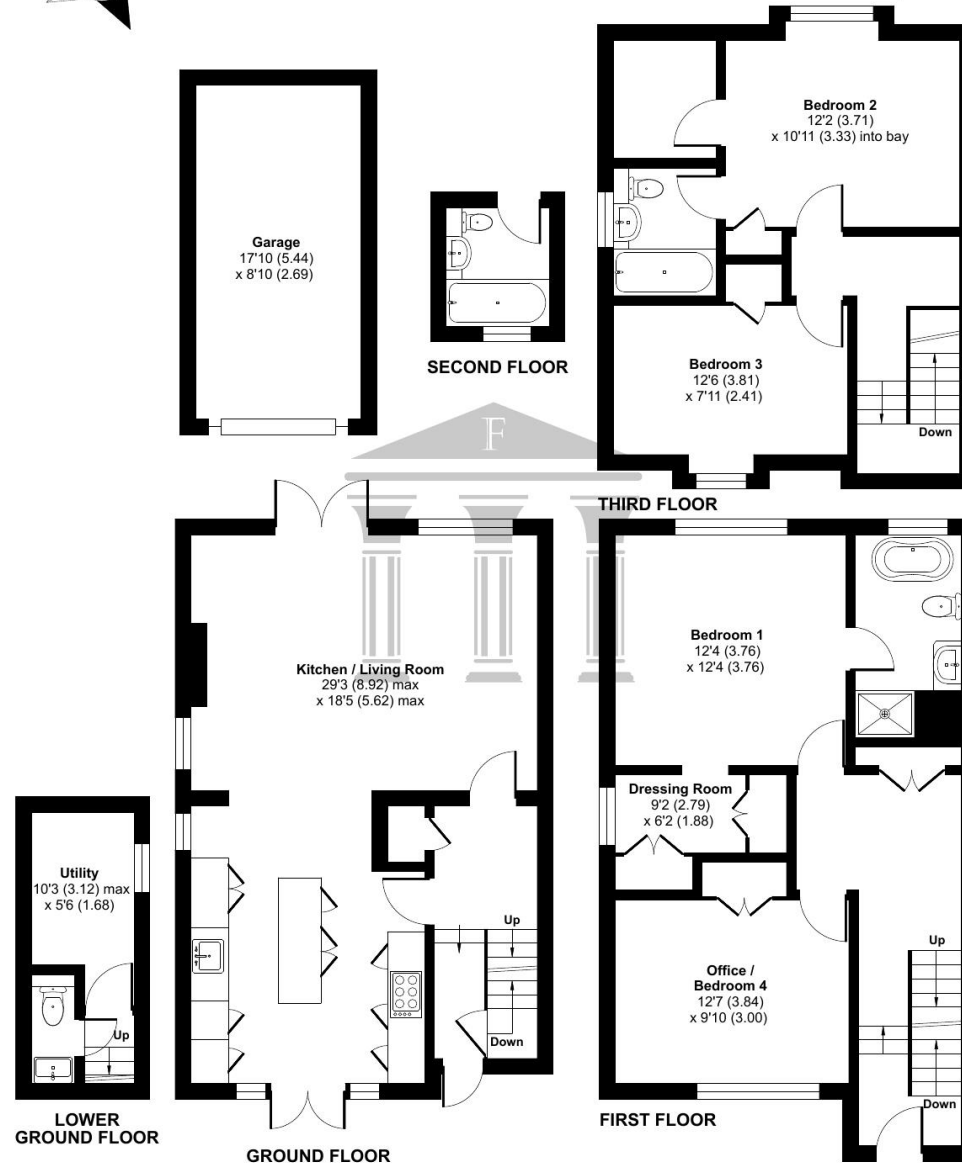 Garage
17'10 (5.44)
x 8'10 (2.69)
SECOND FLOOR
Bedroom 2
12'2 (3.71)
x 10'11 (3.33) into bay
Bedroom 3
12'6 (3.81)
x 7'11 (2.41)
Down
THIRD FLOOR
F
Kitchen / Living Room
29'3 (8.92) max
x 18'5 (5.62) max
Up
Down
GROUND FLOOR
Utility
10'3 (3.12) max
x 5'6 (1.68)
Up
LOWER
GROUND FLOOR
Bedroom 1
12'4 (3.76)
x 12'4 (3.76)
Dressing Room
9'2 (2.79)
x 6'2 (1.88)
Office /
Bedroom 4
12'7 (3.84)
x 9'10 (3.00)
Up
Down
FIRST FLOOR